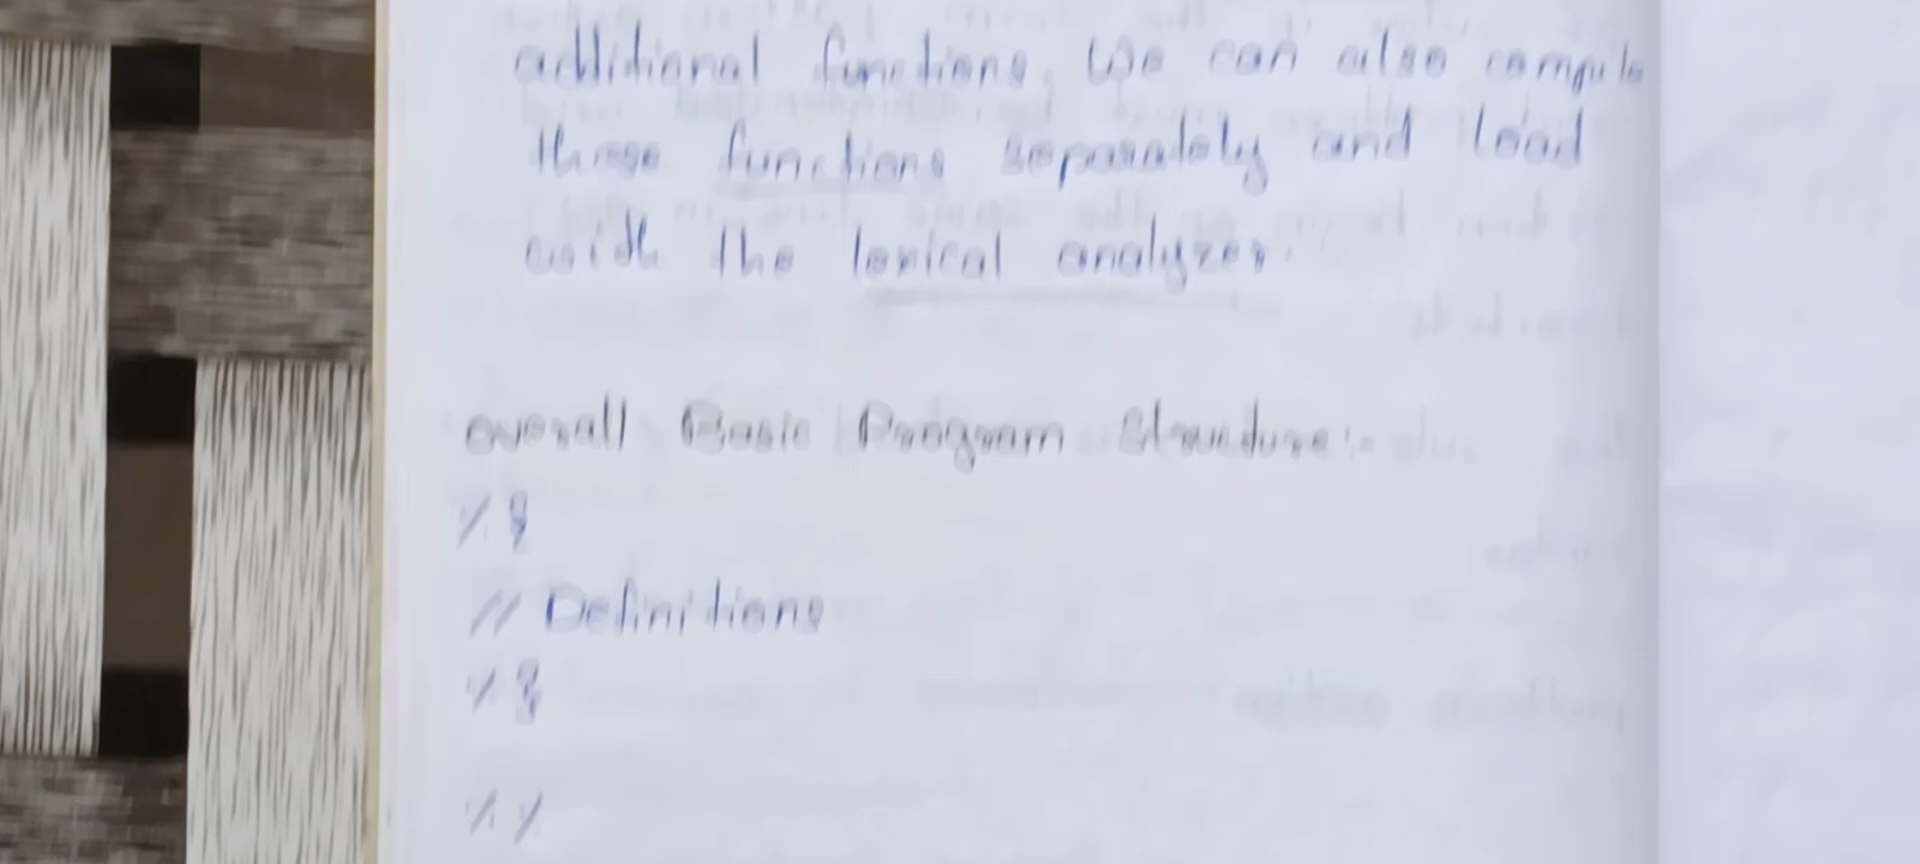 additional functions. We can also compile
these functions separately and load
with the lexical analyzer.
overall Basic Program Structure:-
%{
// Definitions
%}
%%